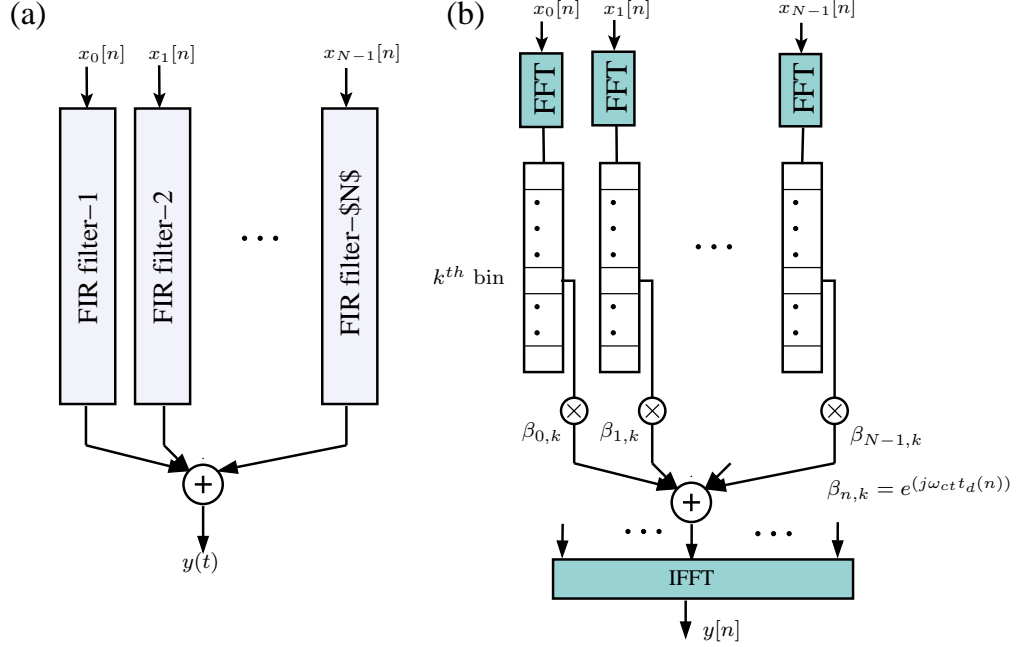 (a)
x_0[n] x_1[n] x_{N-1}[n]
FIR filter–1
FIR filter–2
FIR filter–$N$
+
y(t)
(b)
x_0[n] x_1[n] x_{N-1}[n]
FFT
FFT
FFT
k^{th} bin
β_{0,k} β_{1,k} β_{N-1,k}
β_{n,k} = e^{(jω_{ct}t_d(n))}
+
IFFT
y[n]